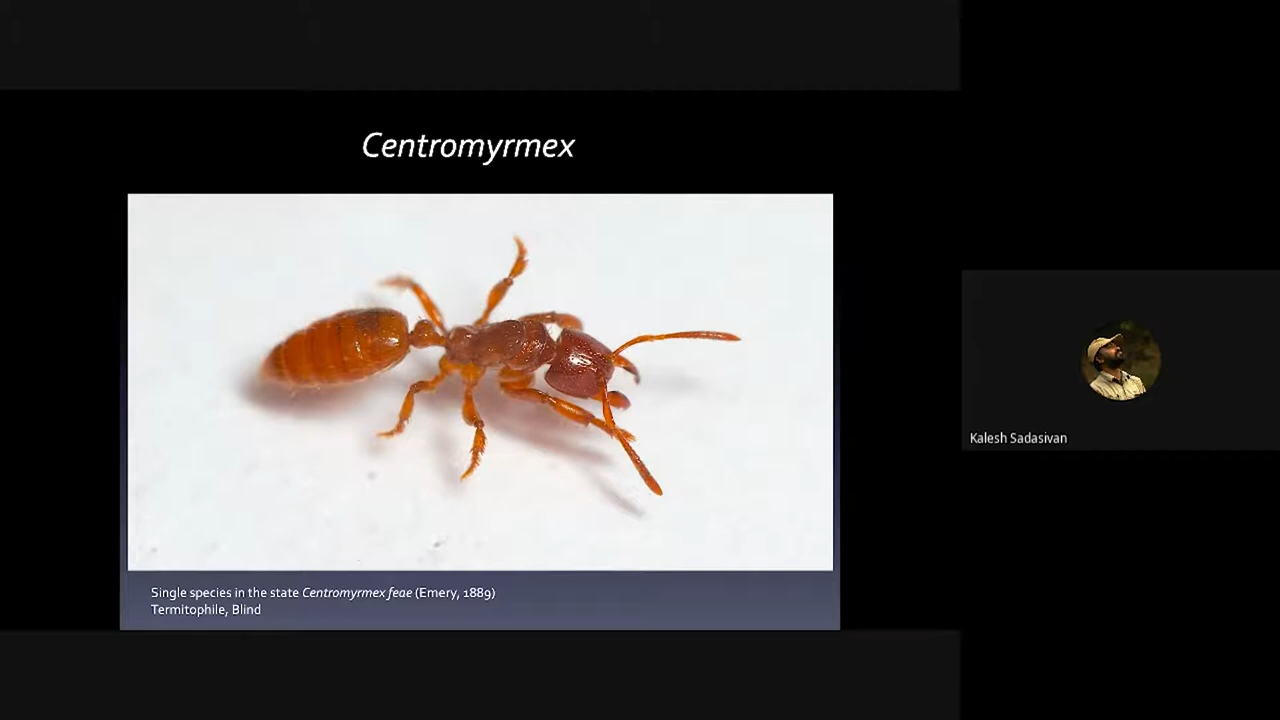 Centromyrmex
Single species in the state Centromyrmex feae (Emery, 1889)
Termitophile, Blind
Kalesh Sadasivan